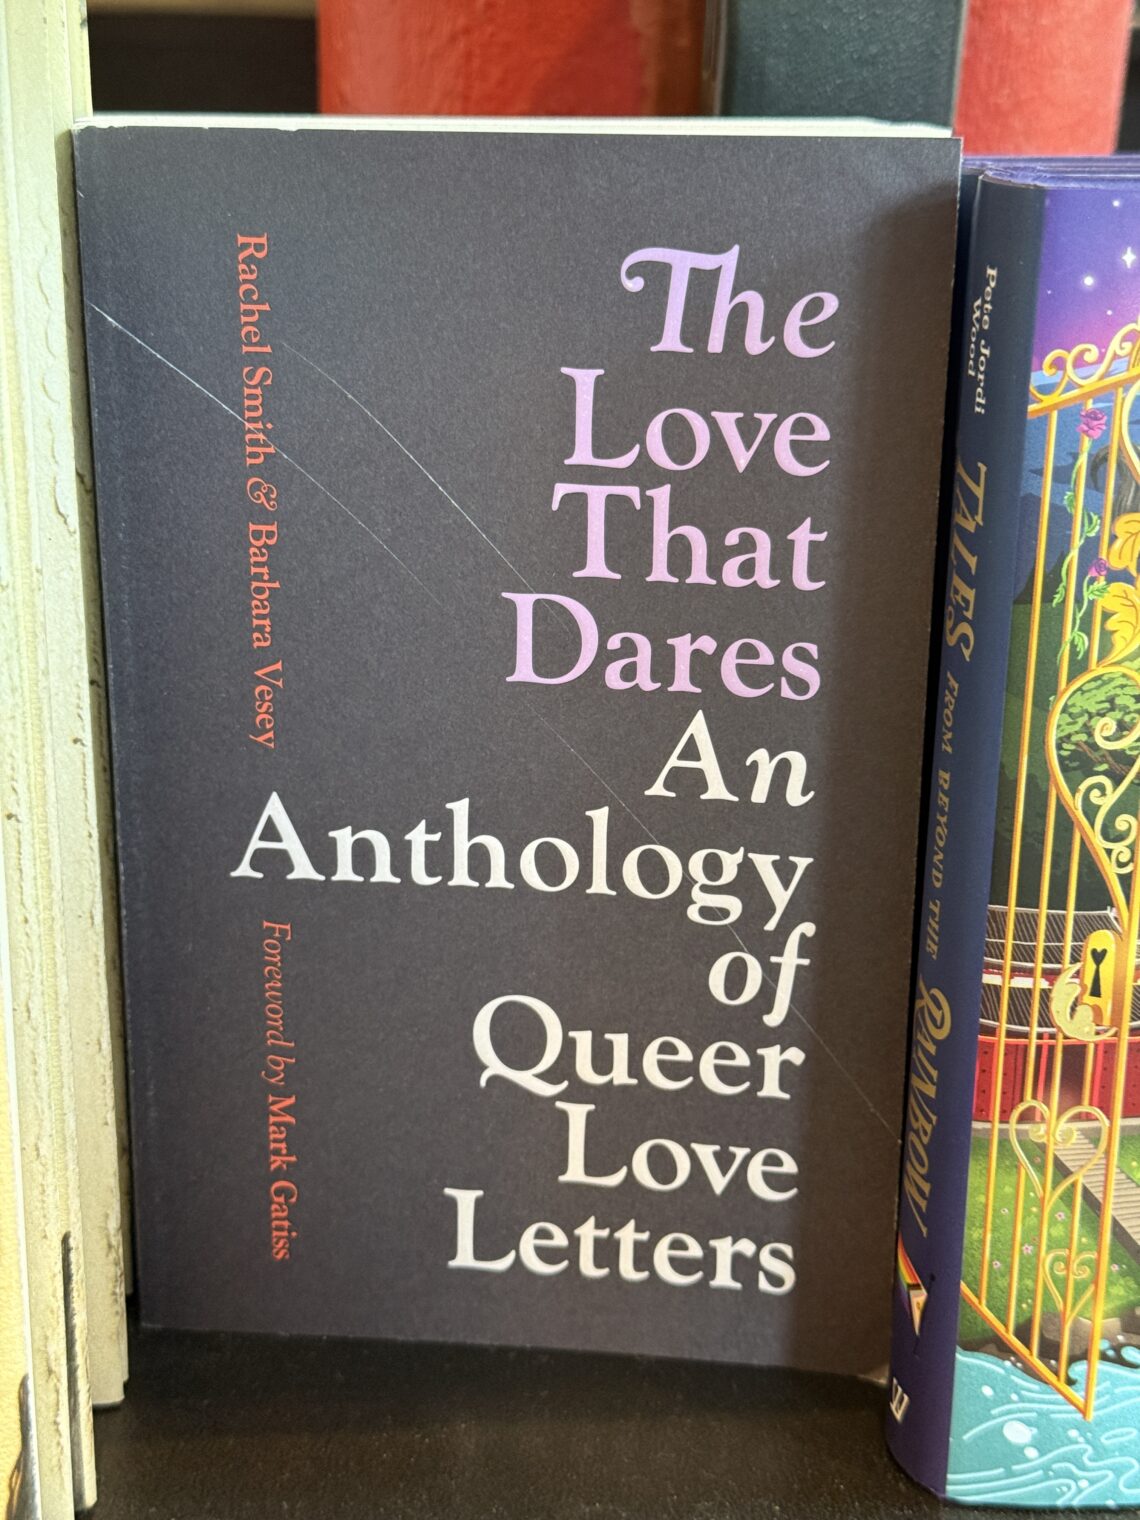 The
Love
That
Dares
An
Anthology
of
Queer
Love
Letters
Rachel Smith & Barbara Vesey
Foreword by Mark Gatiss
Pete Jordi
Wood
TALES FROM BEYOND THE RAINBOW